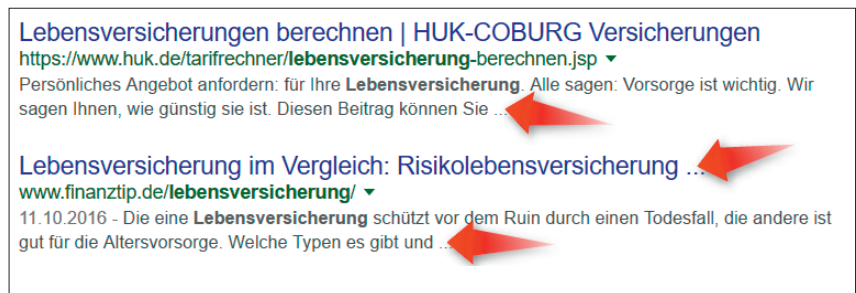 Lebensversicherungen berechnen | HUK-COBURG Versicherungen
https://www.huk.de/tarifrechner/lebensversicherung-berechnen.jsp
Persönliches Angebot anfordern: für Ihre Lebensversicherung. Alle sagen: Vorsorge ist wichtig. Wir
sagen Ihnen, wie günstig sie ist. Diesen Beitrag können Sie ...
Lebensversicherung im Vergleich: Risikolebensversicherung ...
www.finanztip.de/lebensversicherung/
11.10.2016 - Die eine Lebensversicherung schützt vor dem Ruin durch einen Todesfall, die andere ist
gut für die Altersvorsorge. Welche Typen es gibt und ...